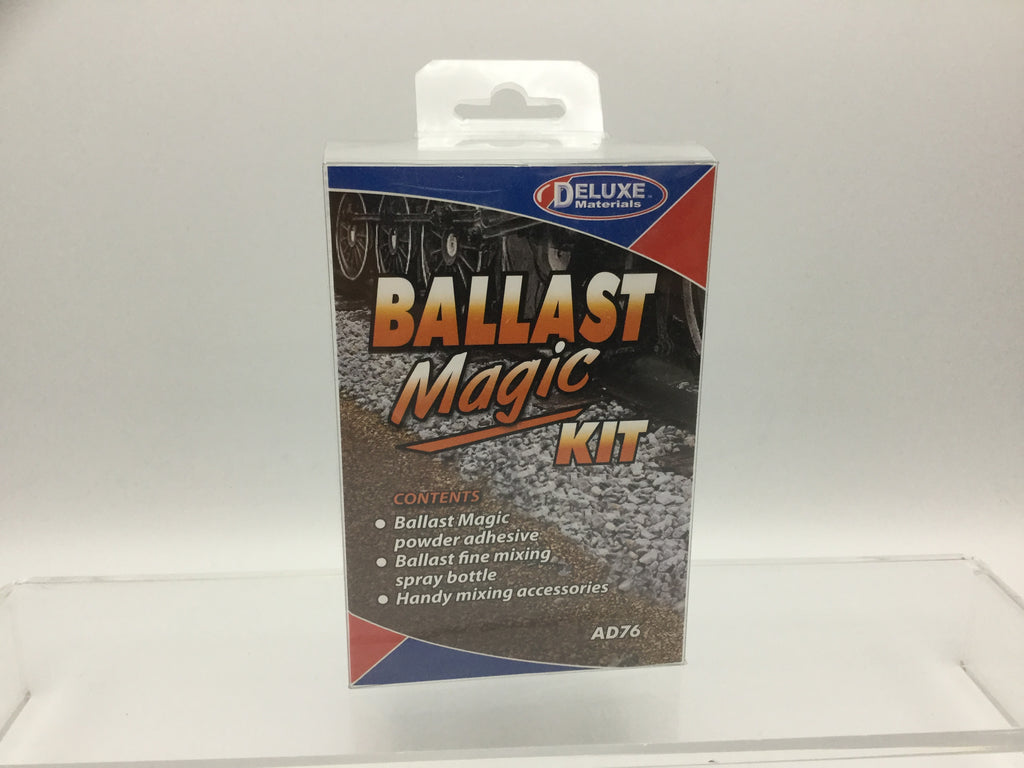 DELUXE
Materials
BALLAST
Magic
KIT
CONTENTS
● Ballast Magic
powder adhesive
● Ballast fine mixing
spray bottle
● Handy mixing accessories
AD76